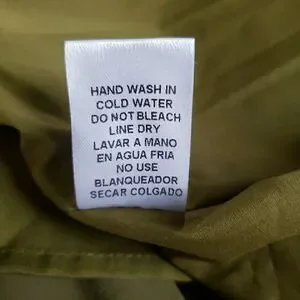 HAND WASH IN
COLD WATER
DO NOT BLEACH
LINE DRY
LAVAR A MANO
EN AGUA FRIA
NO USE
BLANQUEADOR
SECAR COLGADO